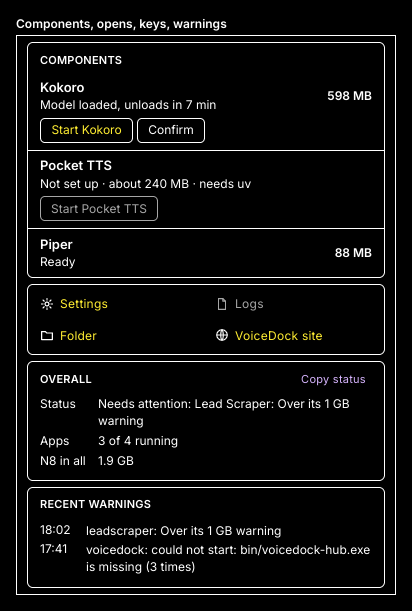 Components, opens, keys, warnings
COMPONENTS
Kokoro
598 MB
Model loaded, unloads in 7 min
Start Kokoro
Confirm
Pocket TTS
Not set up · about 240 MB · needs uv
Start Pocket TTS
Piper
88 MB
Ready
Settings
Logs
Folder
VoiceDock site
OVERALL
Copy status
Status Needs attention: Lead Scraper: Over its 1 GB
warning
Apps 3 of 4 running
N8 in all 1.9 GB
RECENT WARNINGS
18:02 leadscraper: Over its 1 GB warning
17:41 voicedock: could not start: bin/voicedock-hub.exe
is missing (3 times)